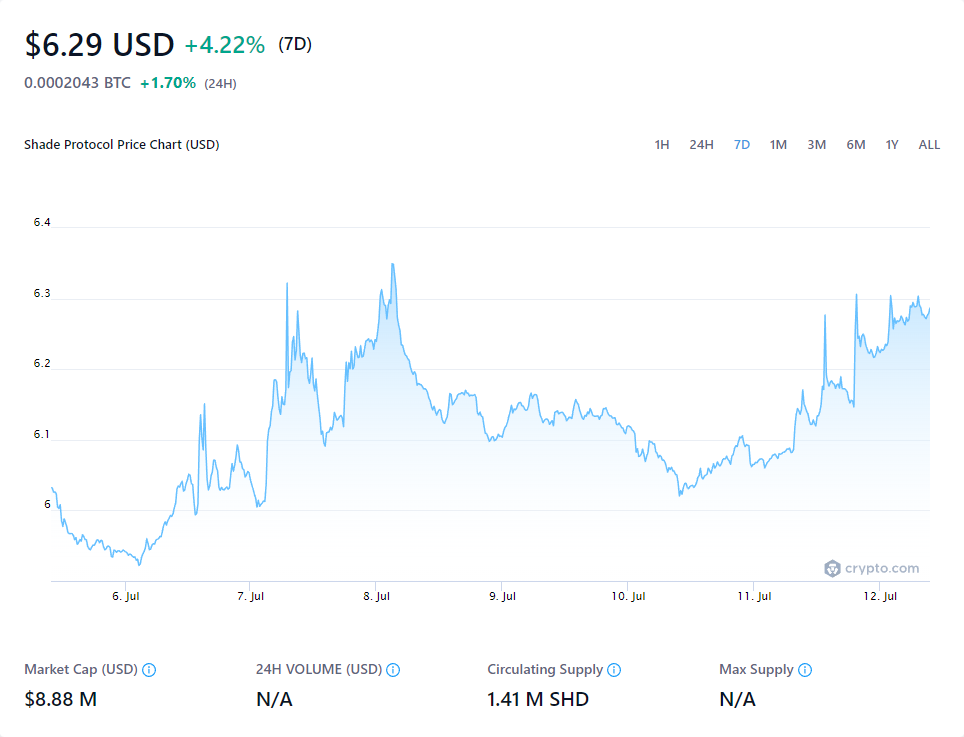 $6.29 USD +4.22% (7D)
0.0002043 BTC +1.70% (24H)
Shade Protocol Price Chart (USD) 1H 24H 7D 1M 3M 6M 1Y ALL
6.4
6.3
6.2
6.1
6
crypto.com
6. Jul 7. Jul 8. Jul 9. Jul 10. Jul 11. Jul 12. Jul
Market Cap (USD) 24H VOLUME (USD) Circulating Supply Max Supply
$8.88 M N/A 1.41 M SHD N/A